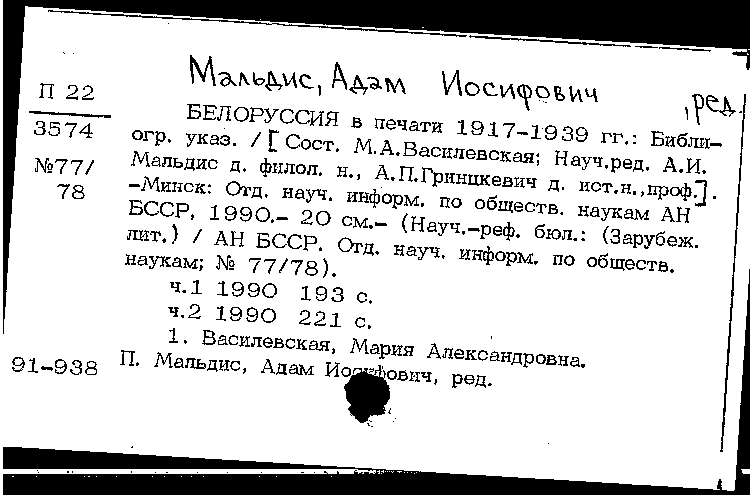 Мальдис, Адам Иосифович
, ред.
П 22
3574
№77/
78
БЕЛОРУССИЯ в печати 1917-1939 гг.: Библи-
огр. указ. / [ Сост. М.А.Василевская; Науч.ред. А.И.
Мальдис д. филол. н., А.П.Грицкевич д. ист.н.,проф.].
-Минск: Отд. науч. информ. по обществ. наукам АН
БССР, 1990.- 20 см.- (Науч.-реф. бюл.: (Зарубеж.
лит.) / АН БССР. Отд. науч. информ. по обществ.
наукам; № 77/78).
ч.1 1990 193 с.
ч.2 1990 221 с.
1. Василевская, Мария Александровна.
П. Мальдис, Адам Иосифович, ред.
91-938